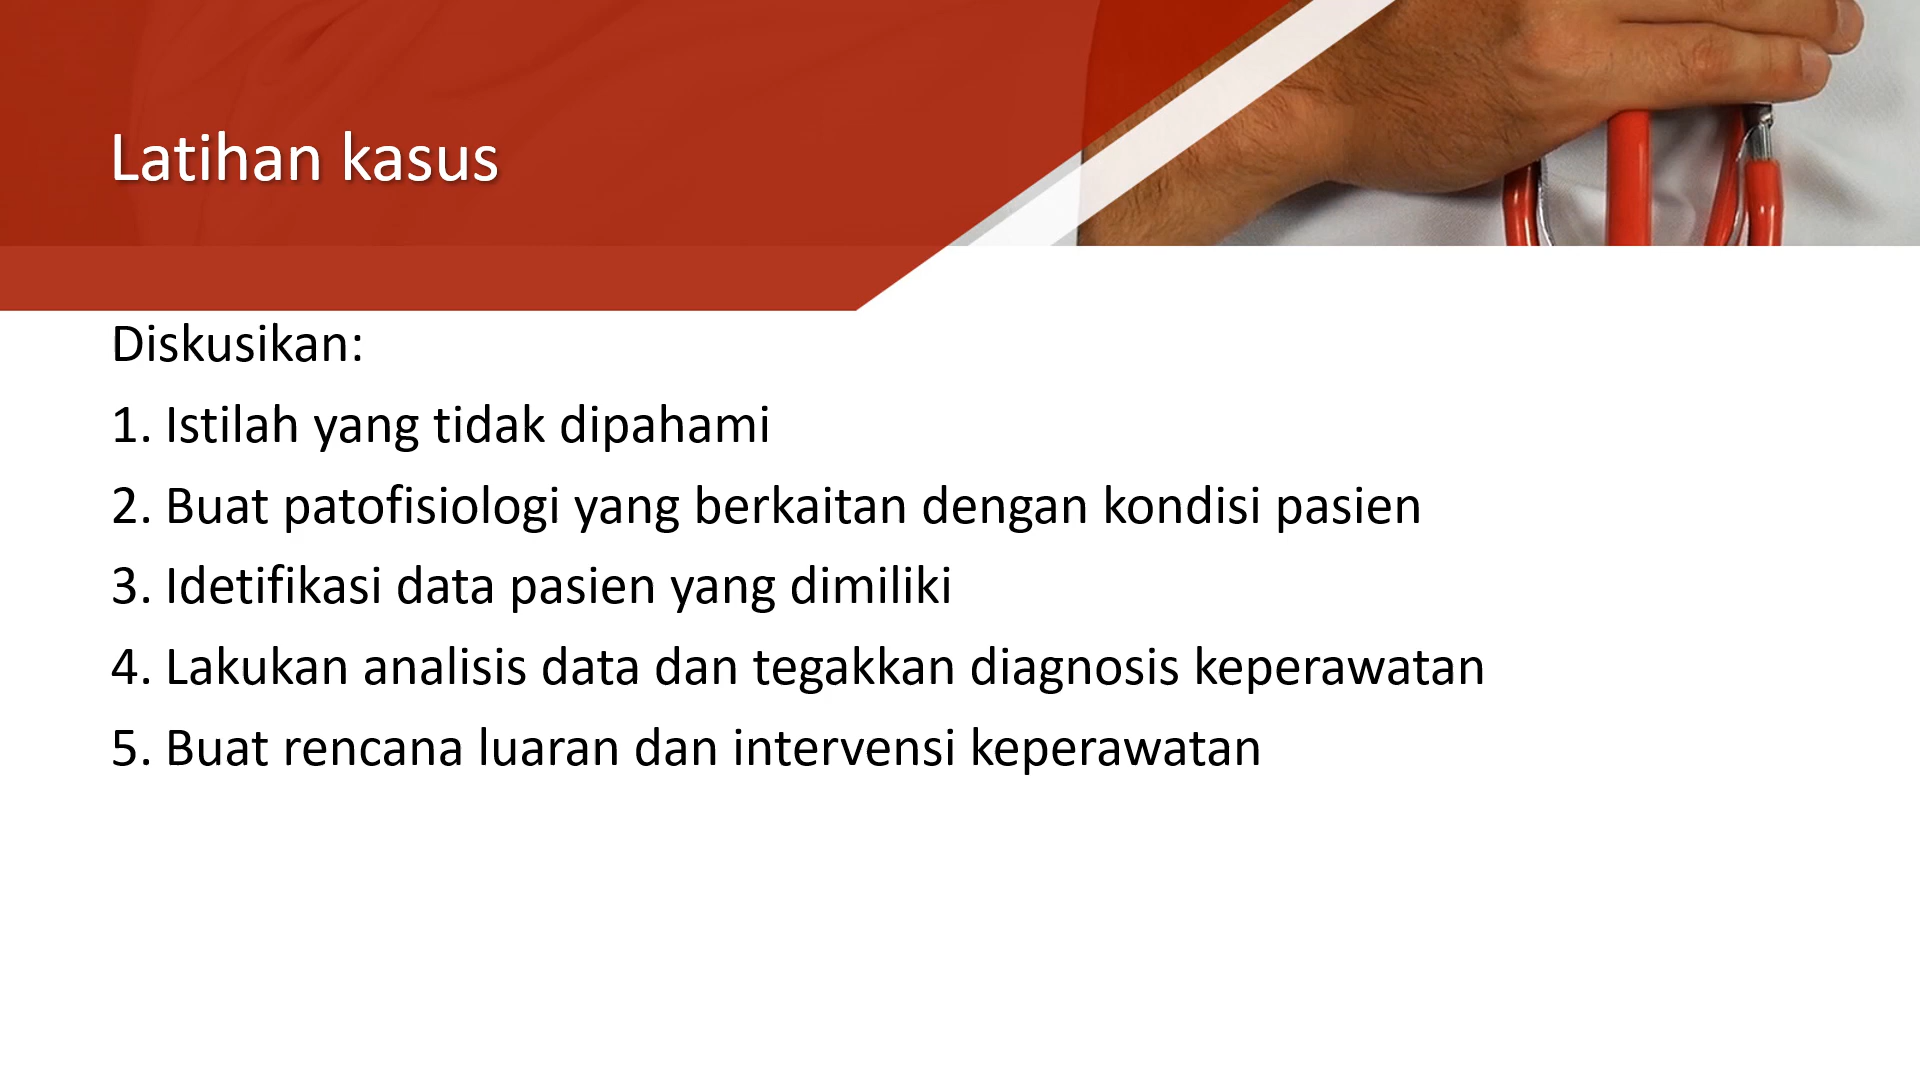 Latihan kasus
Diskusikan:
1. Istilah yang tidak dipahami
2. Buat patofisiologi yang berkaitan dengan kondisi pasien
3. Idetifikasi data pasien yang dimiliki
4. Lakukan analisis data dan tegakkan diagnosis keperawatan
5. Buat rencana luaran dan intervensi keperawatan